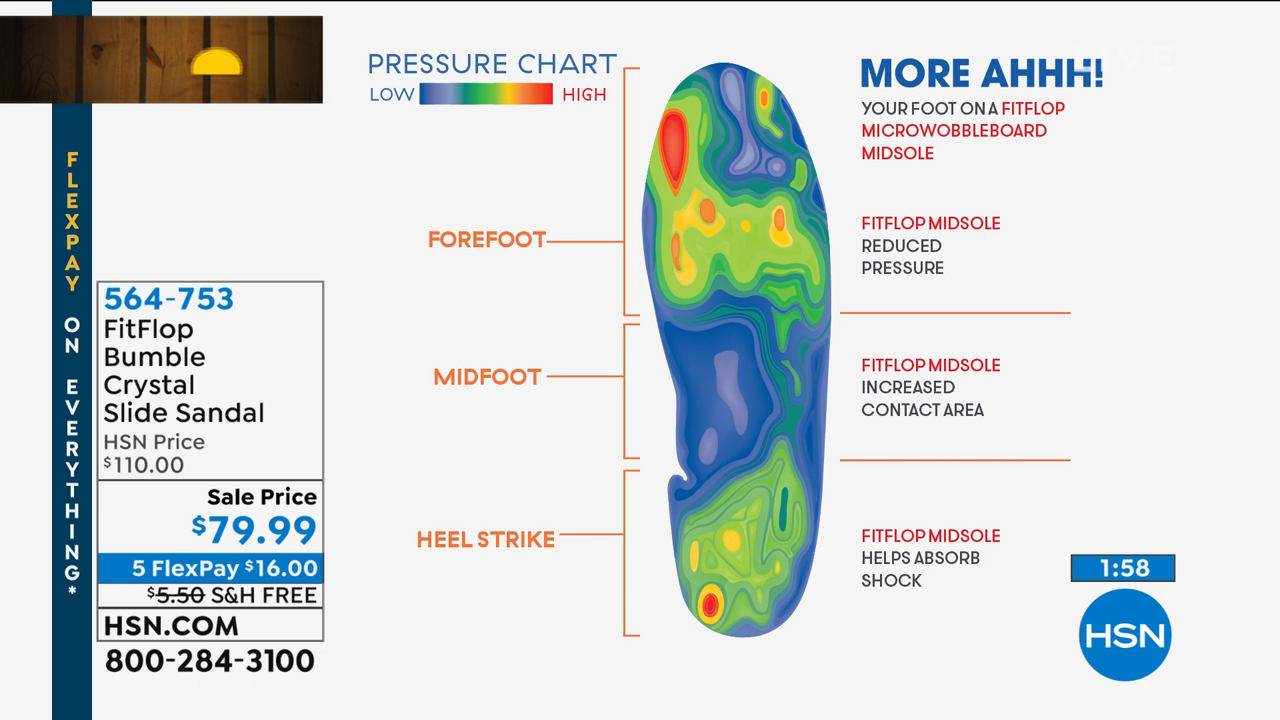 FLEXPAY ON EVERYTHING*
564-753
FitFlop
Bumble
Crystal
Slide Sandal
HSN Price
$110.00
Sale Price
$79.99
5 FlexPay $16.00
$5.50 S&H FREE
HSN.COM
800-284-3100
PRESSURE CHART
LOW HIGH
FOREFOOT
MIDFOOT
HEEL STRIKE
LIVE
MORE AHHH!
YOUR FOOT ON A FITFLOP
MICROWOBBLEBOARD
MIDSOLE
FITFLOP MIDSOLE
REDUCED
PRESSURE
FITFLOP MIDSOLE
INCREASED
CONTACT AREA
FITFLOP MIDSOLE
HELPS ABSORB
SHOCK
1:58
HSN